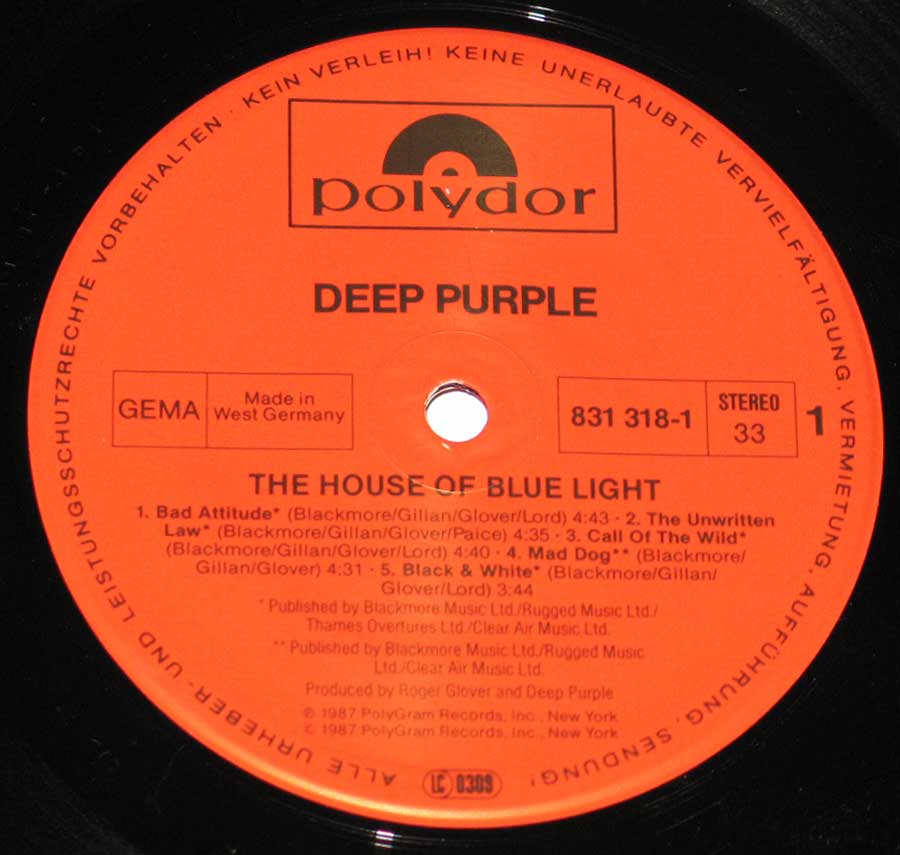 ALLE URHEBER- UND LEISTUNGSSCHUTZRECHTE VORBEHALTEN · KEIN VERLEIH! KEINE UNERLAUBTE VERVIELFÄLTIGUNG, VERMIETUNG, AUFFÜHRUNG, SENDUNG!
polydor
DEEP PURPLE
GEMA
Made in
West Germany
831 318-1
STEREO
33
1
THE HOUSE OF BLUE LIGHT
1. Bad Attitude* (Blackmore/Gillan/Glover/Lord) 4:43 · 2. The Unwritten
Law* (Blackmore/Gillan/Glover/Paice) 4:35 · 3. Call Of The Wild*
(Blackmore/Gillan/Glover/Lord) 4:40 · 4. Mad Dog** (Blackmore/
Gillan/Glover) 4:31 · 5. Black & White* (Blackmore/Gillan/
Glover/Lord) 3:44
* Published by Blackmore Music Ltd./Rugged Music Ltd./
Thames Overtures Ltd./Clear Air Music Ltd.
** Published by Blackmore Music Ltd./Rugged Music
Ltd./Clear Air Music Ltd.
Produced by Roger Glover and Deep Purple
℗ 1987 PolyGram Records, Inc., New York
© 1987 PolyGram Records, Inc., New York
LC 0309